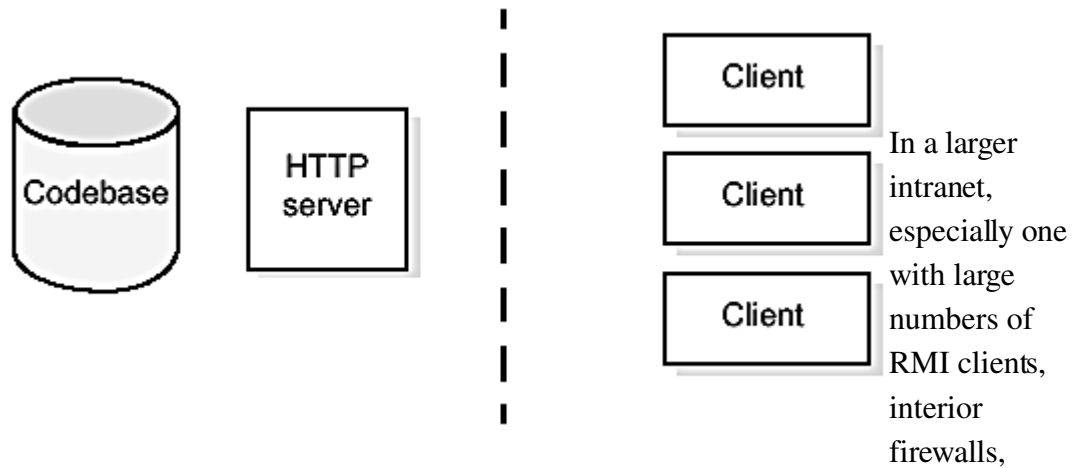 Codebase
HTTP
server
Client
Client
Client
In a larger
intranet,
especially one
with large
numbers of
RMI clients,
interior
firewalls,